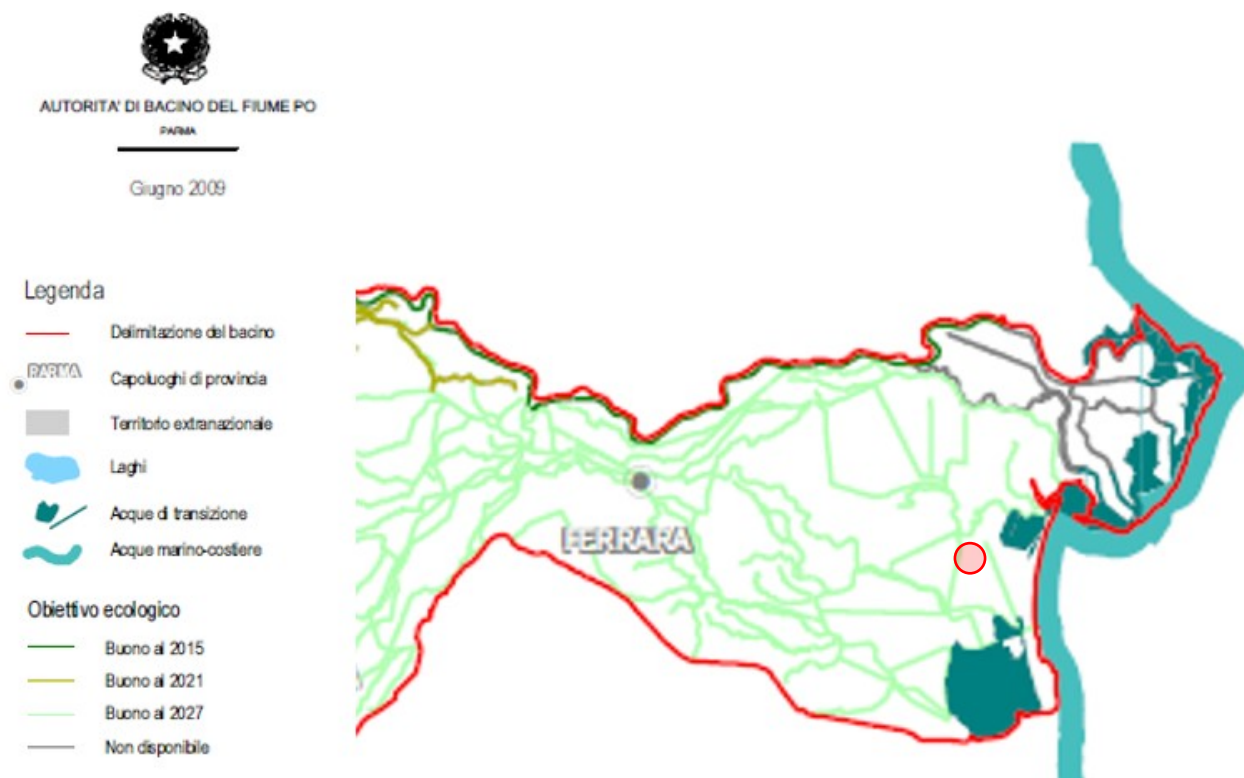 AUTORITA' DI BACINO DEL FIUME PO
PARMA
Giugno 2009
Legenda
Delimitazione del bacino
PARMA
Capoluoghi di provincia
Territorio extranazionale
Laghi
Acque di transizione
Acque marino-costiere
Obiettivo ecologico
Buono al 2015
Buono al 2021
Buono al 2027
Non disponibile
FERRARA